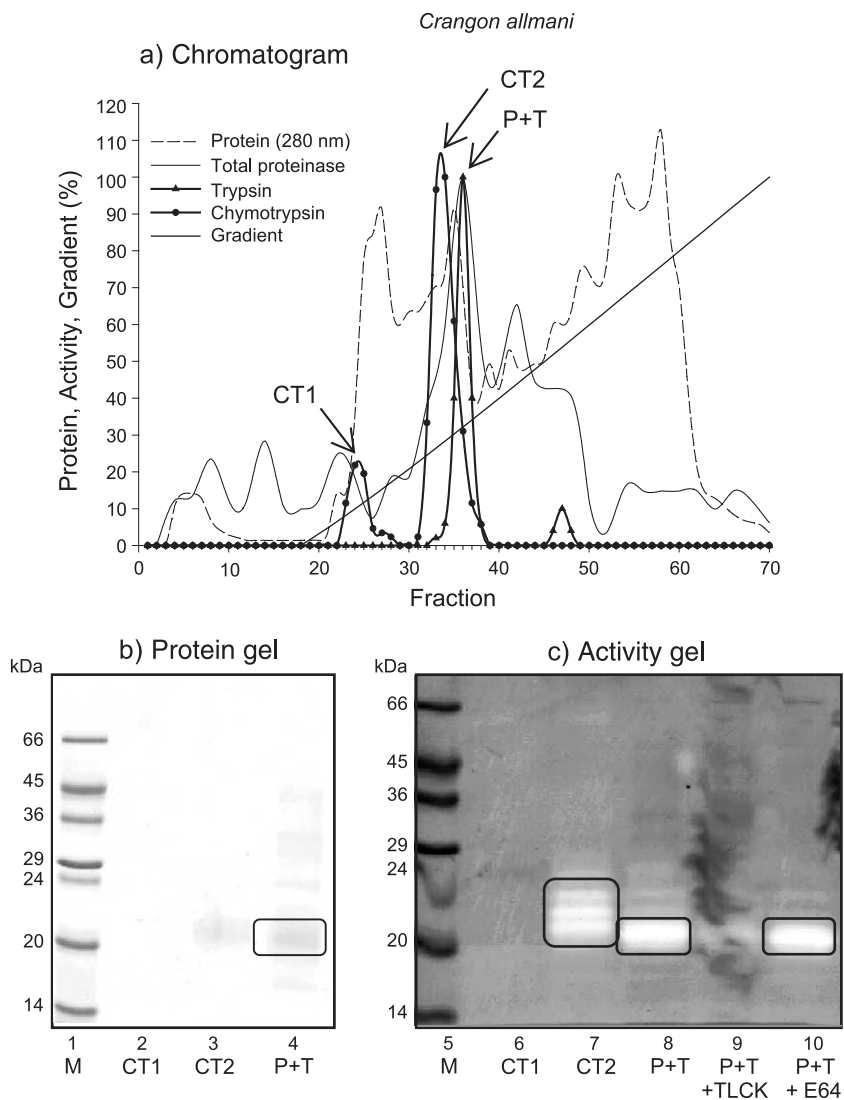 Crangon allmani
a) Chromatogram
CT2
P+T
CT1
Protein (280 nm)
Total proteinase
Trypsin
Chymotrypsin
Gradient
Protein, Activity, Gradient (%)
120
110
100
90
80
70
60
50
40
30
20
10
0
0 10 20 30 40 50 60 70
Fraction
b) Protein gel
kDa
66
45
36
29
24
20
14
1 2 3 4
M CT1 CT2 P+T
c) Activity gel
kDa
66
45
36
29
24
20
14
5 6 7 8 9 10
M CT1 CT2 P+T P+T P+T
+TLCK + E64